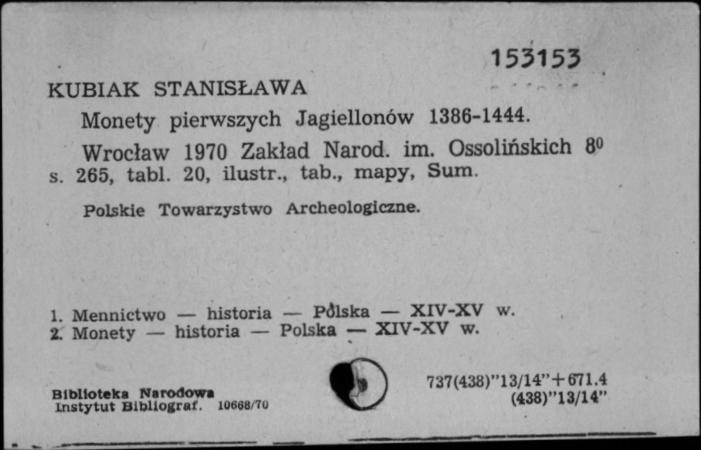 153153
KUBIAK STANISŁAWA
Monety pierwszych Jagiellonów 1386-1444.
Wrocław 1970 Zakład Narod. im. Ossolińskich 8⁰
s. 265, tabl. 20, ilustr., tab., mapy, Sum.
Polskie Towarzystwo Archeologiczne.
1. Mennictwo — historia — Polska — XIV-XV w.
2. Monety — historia — Polska — XIV-XV w.
737(438)"13/14"+671.4
(438)"13/14"
Biblioteka Narodowa
Instytut Bibliograf. 10668/70